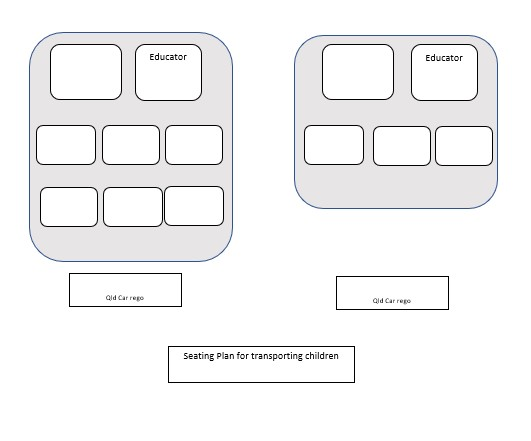 Educator
Educator
Qld Car rego
Qld Car rego
Seating Plan for transporting children